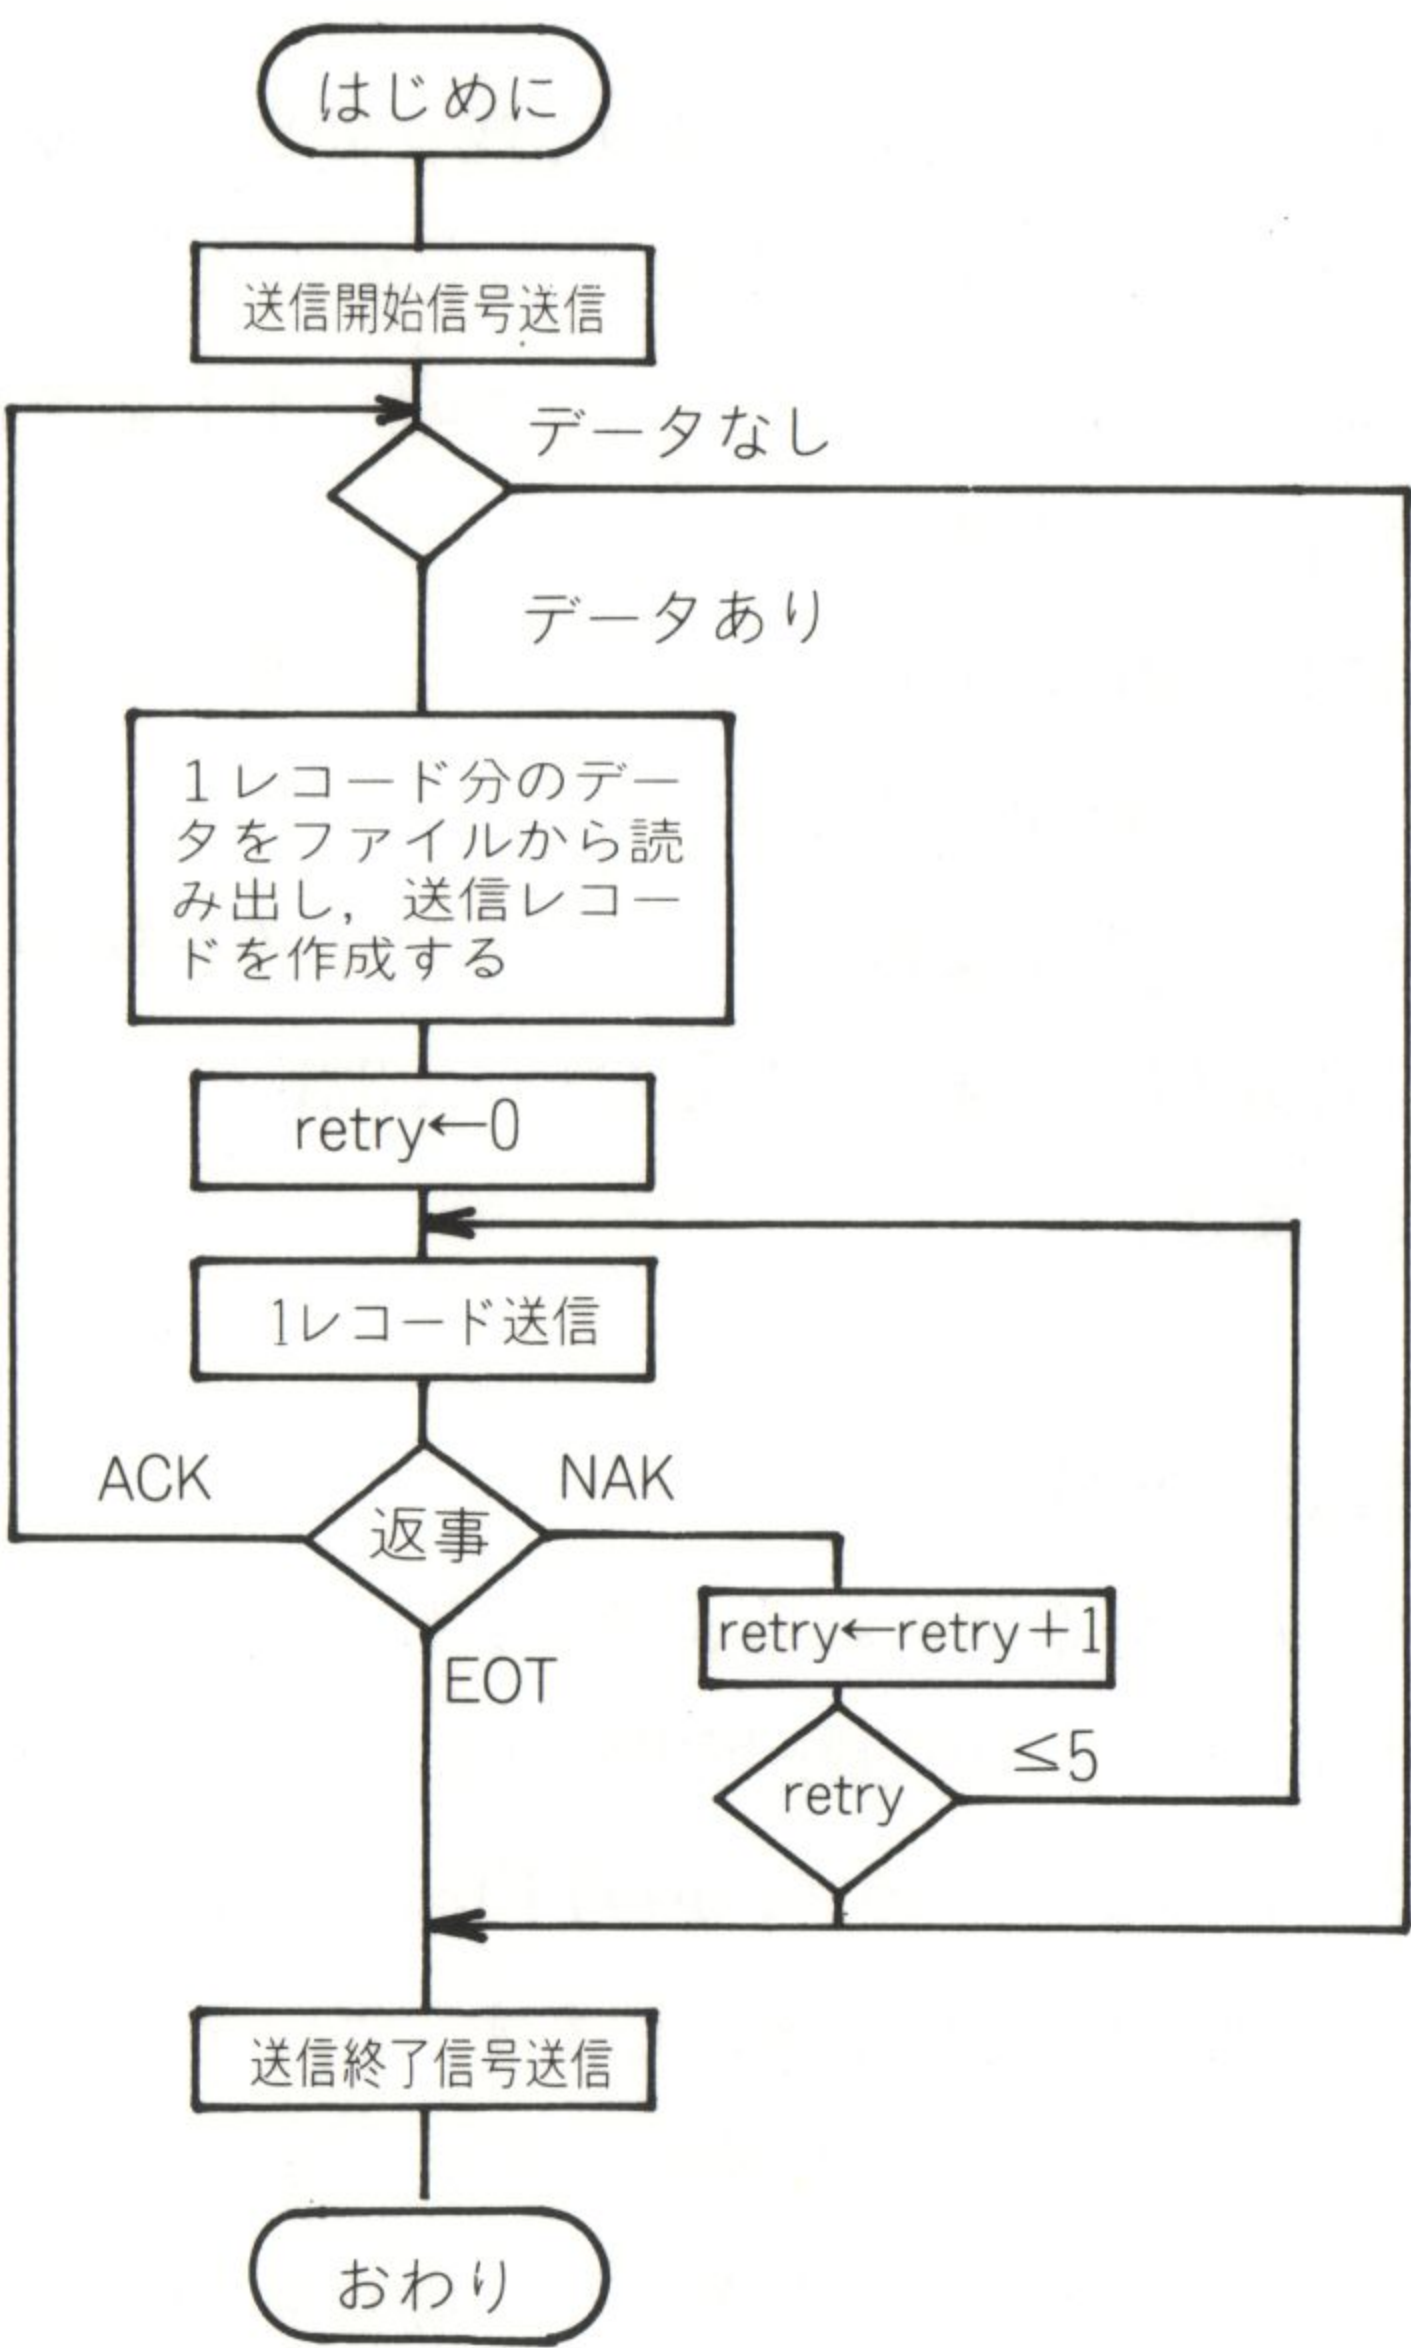 はじめに
送信開始信号送信
データなし
データあり
1レコード分のデー
タをファイルから読
み出し，送信レコー
ドを作成する
retry←0
1レコード送信
ACK
返事
NAK
retry←retry＋1
EOT
≤5
retry
送信終了信号送信
おわり